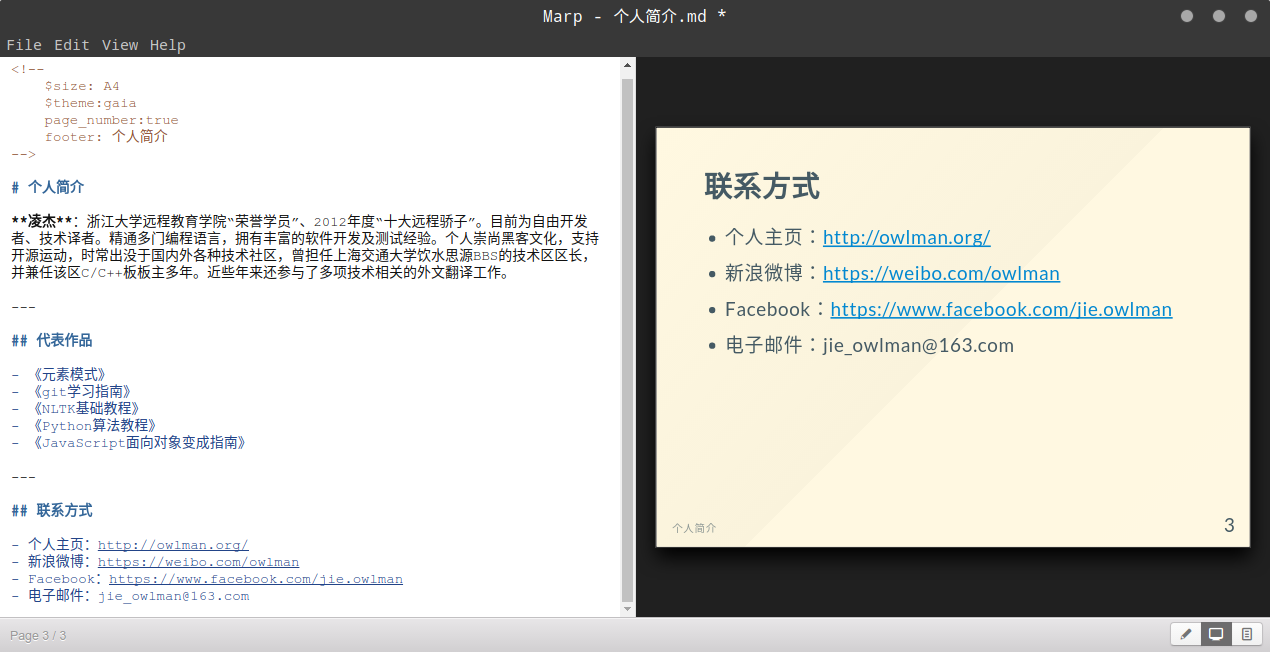 Marp - 个人简介.md *
File Edit View Help
<!--
$size: A4
$theme:gaia
page_number:true
footer: 个人简介
-->
# 个人简介
**凌杰**：浙江大学远程教育学院“荣誉学员”、2012年度“十大远程骄子”。目前为自由开发
者、技术译者。精通多门编程语言，拥有丰富的软件开发及测试经验。个人崇尚黑客文化，支持
开源运动，时常出没于国内外各种技术社区，曾担任上海交通大学饮水思源BBS的技术区区长，
并兼任该区C/C++板板主多年。近些年来还参与了多项技术相关的外文翻译工作。
---
## 代表作品
- 《元素模式》
- 《git学习指南》
- 《NLTK基础教程》
- 《Python算法教程》
- 《JavaScript面向对象变成指南》
---
## 联系方式
- 个人主页：http://owlman.org/
- 新浪微博：https://weibo.com/owlman
- Facebook：https://www.facebook.com/jie.owlman
- 电子邮件：jie_owlman@163.com
联系方式
• 个人主页：http://owlman.org/
• 新浪微博：https://weibo.com/owlman
• Facebook：https://www.facebook.com/jie.owlman
• 电子邮件：jie_owlman@163.com
个人简介
3
Page 3 / 3